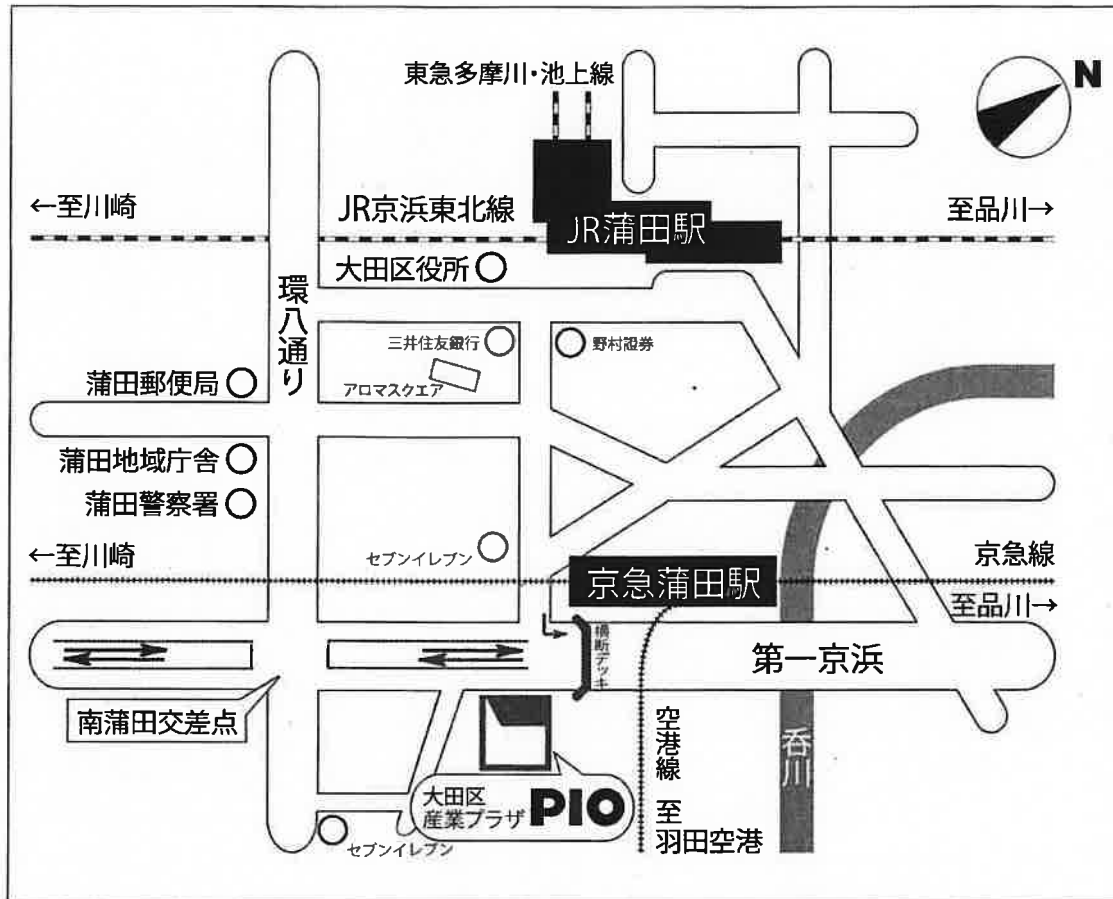 東急多摩川・池上線
N
←至川崎
JR京浜東北線
JR蒲田駅
至品川→
大田区役所
環八通り
三井住友銀行
野村證券
アロマスクエア
蒲田郵便局
蒲田地域庁舎
蒲田警察署
セブンイレブン
←至川崎
京急線
京急蒲田駅
至品川→
横断デッキ
第一京浜
南蒲田交差点
空港線 至
羽田空港
呑川
大田区
産業プラザ PIO
セブンイレブン